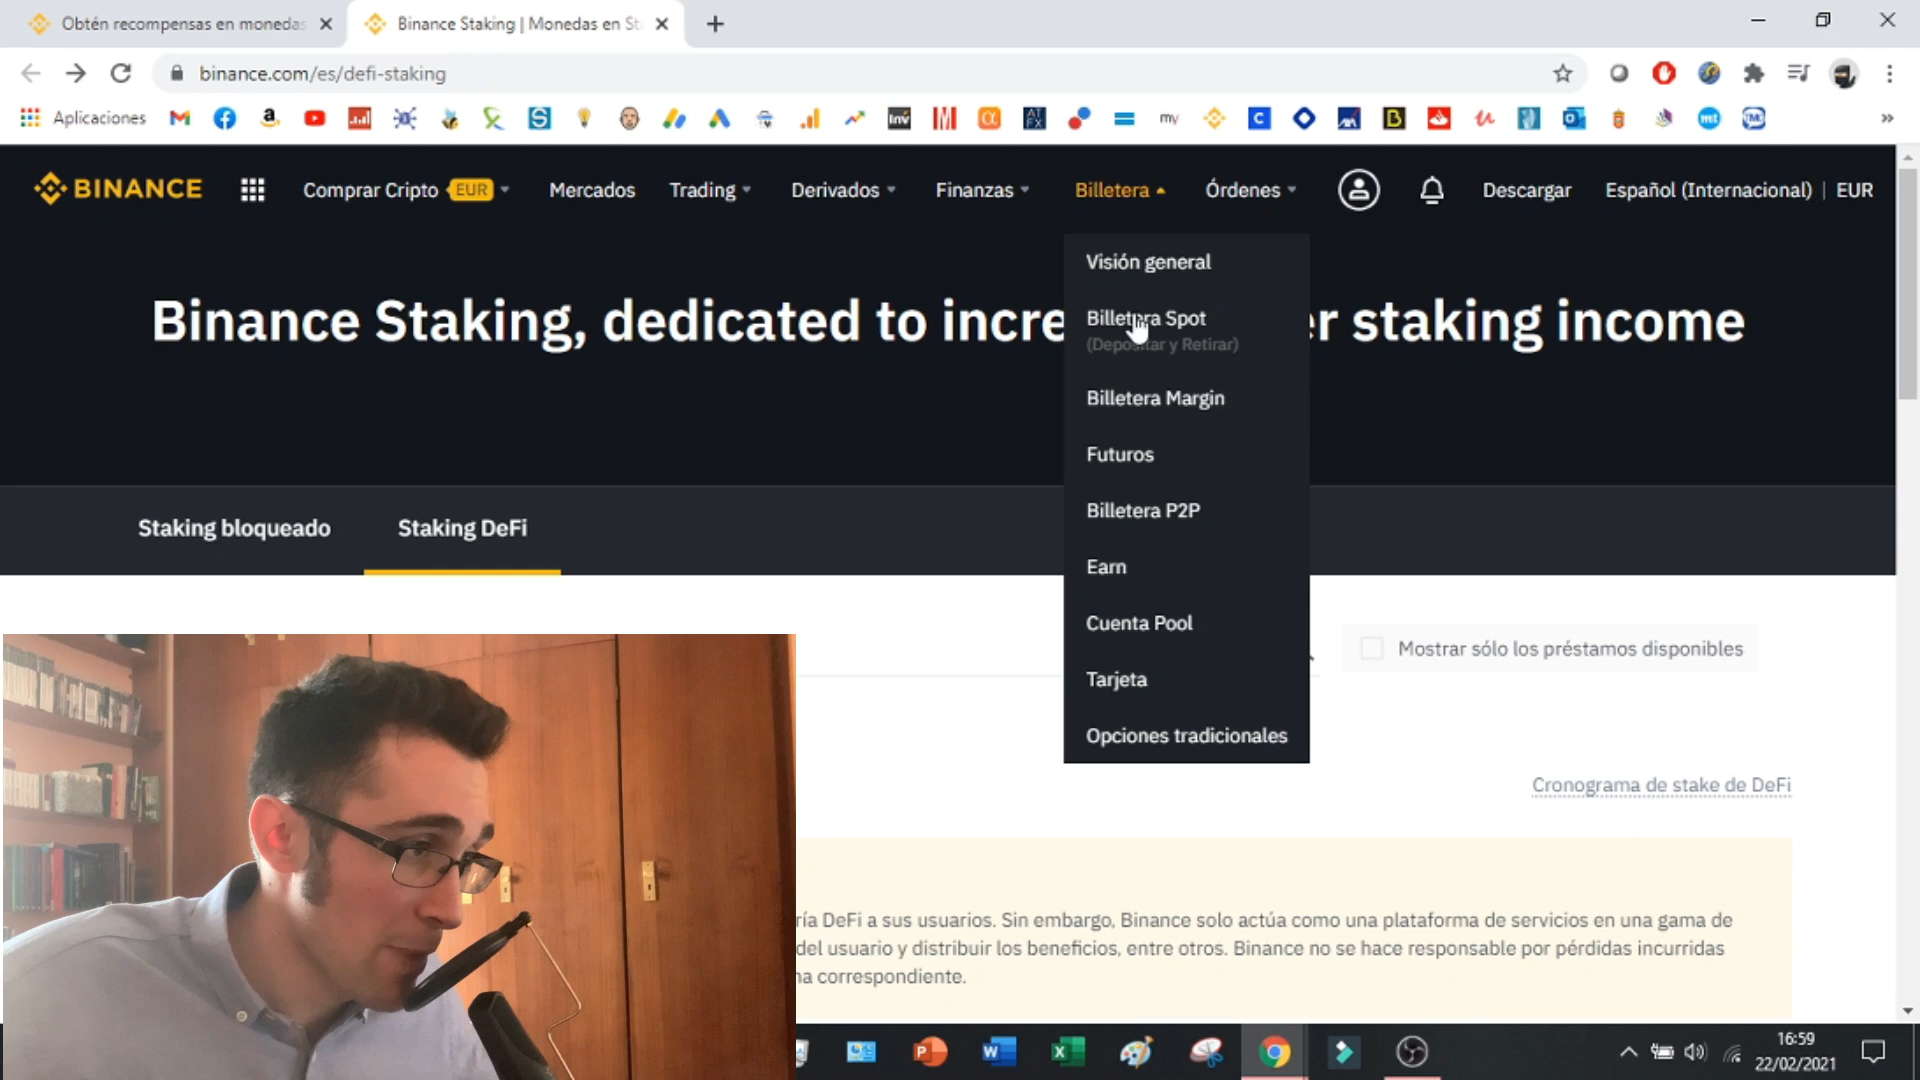 Obtén recompensas en monedas
Binance Staking | Monedas en St
binance.com/es/defi-staking
Aplicaciones
BINANCE
Comprar Cripto EUR
Mercados
Trading
Derivados
Finanzas
Billetera
Órdenes
Descargar
Español (Internacional) | EUR
Visión general
Billetera Spot
(Depositar y Retirar)
Billetera Margin
Futuros
Billetera P2P
Earn
Cuenta Pool
Tarjeta
Opciones tradicionales
Binance Staking, dedicated to incre
er staking income
Staking bloqueado
Staking DeFi
Mostrar sólo los préstamos disponibles
Cronograma de stake de DeFi
ría DeFi a sus usuarios. Sin embargo, Binance solo actúa como una plataforma de servicios en una gama de
del usuario y distribuir los beneficios, entre otros. Binance no se hace responsable por pérdidas incurridas
na correspondiente.
16:59
22/02/2021